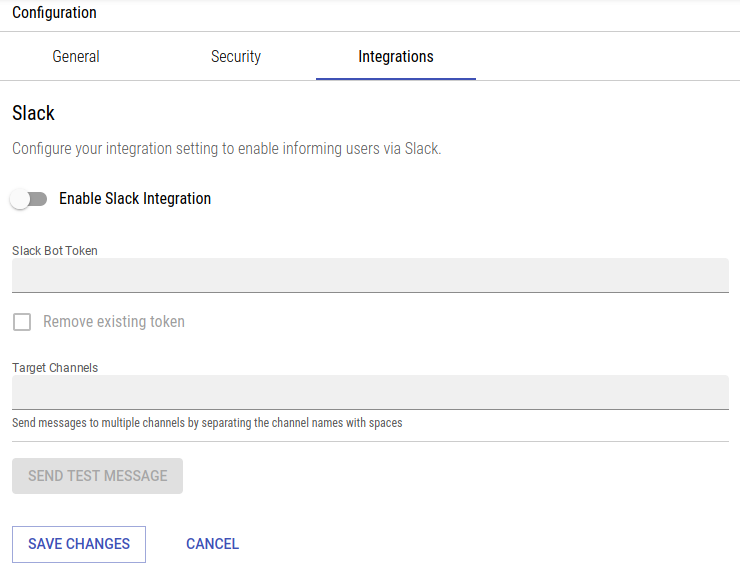 Configuration
General Security Integrations
Slack
Configure your integration setting to enable informing users via Slack.
Enable Slack Integration
Slack Bot Token
Remove existing token
Target Channels
Send messages to multiple channels by separating the channel names with spaces
SEND TEST MESSAGE
SAVE CHANGES CANCEL